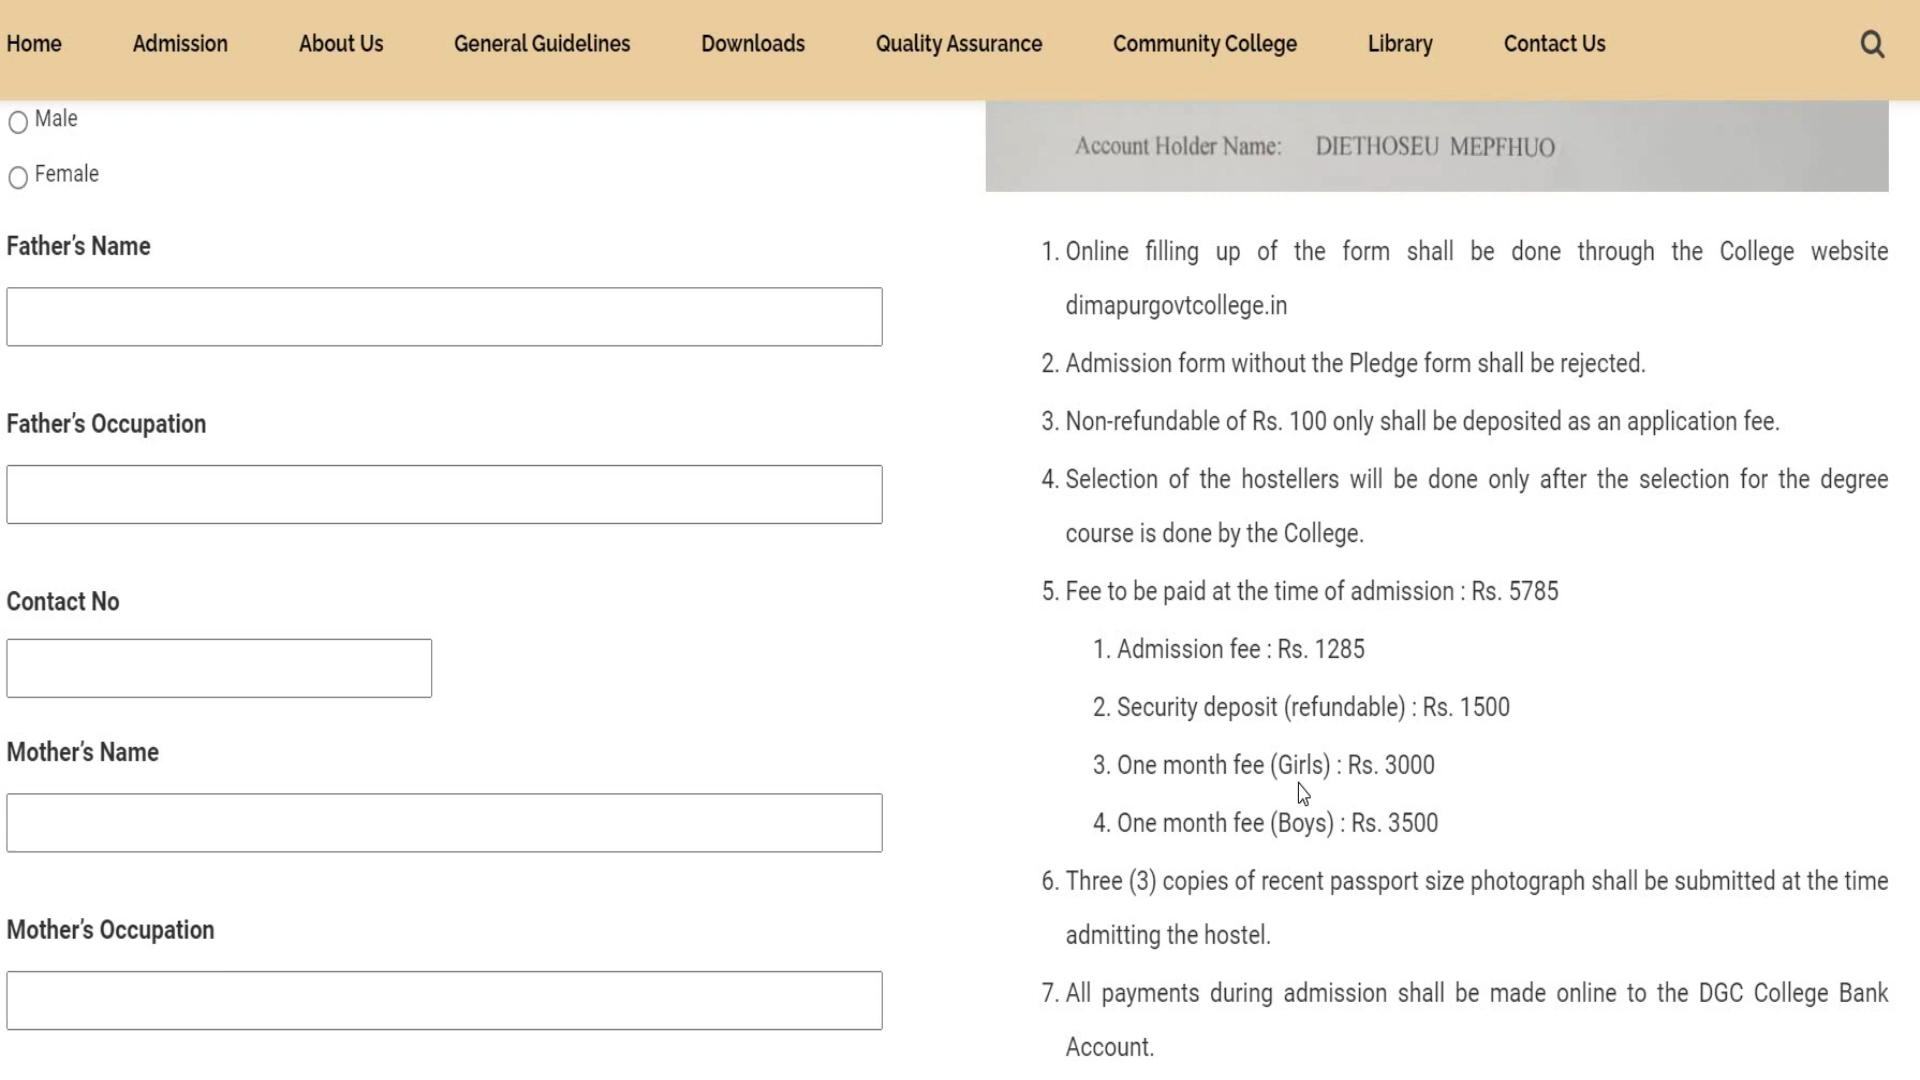 Home Admission About Us General Guidelines Downloads Quality Assurance Community College Library Contact Us
Male
Female
Father's Name
Father's Occupation
Contact No
Mother's Name
Mother's Occupation
Account Holder Name: DIETHOSEU MEPFHUO
1. Online filling up of the form shall be done through the College website
dimapurgovtcollege.in
2. Admission form without the Pledge form shall be rejected.
3. Non-refundable of Rs. 100 only shall be deposited as an application fee.
4. Selection of the hostellers will be done only after the selection for the degree
course is done by the College.
5. Fee to be paid at the time of admission : Rs. 5785
1. Admission fee : Rs. 1285
2. Security deposit (refundable) : Rs. 1500
3. One month fee (Girls) : Rs. 3000
4. One month fee (Boys) : Rs. 3500
6. Three (3) copies of recent passport size photograph shall be submitted at the time
admitting the hostel.
7. All payments during admission shall be made online to the DGC College Bank
Account.